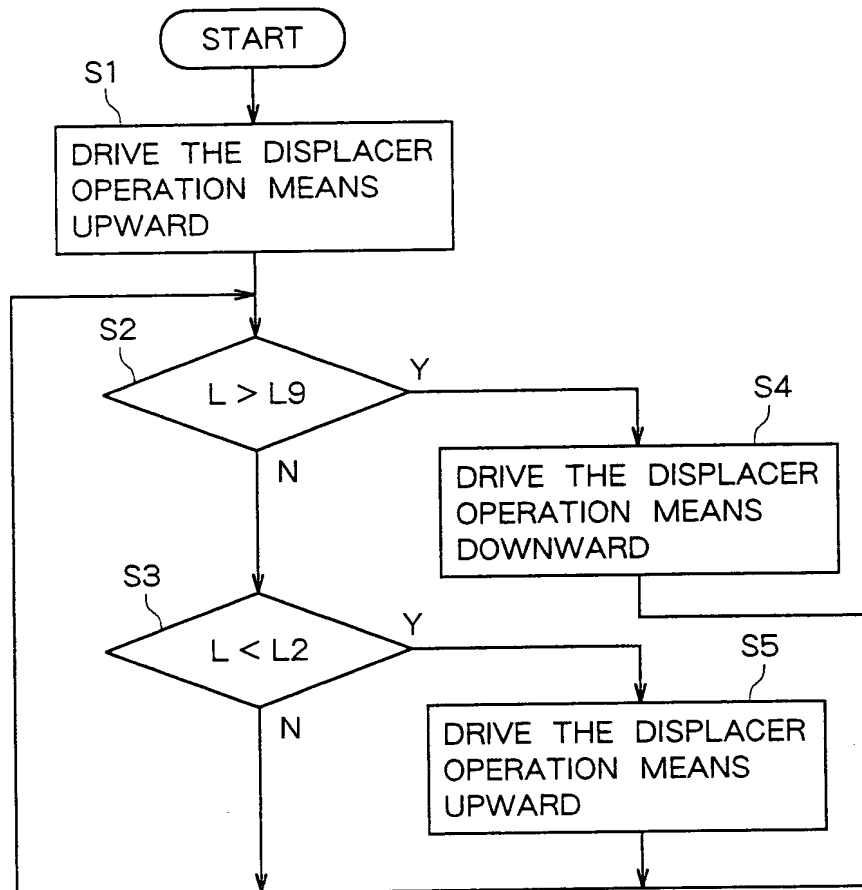 START
S1
DRIVE THE DISPLACER
OPERATION MEANS
UPWARD
S2
L > L9
Y
N
S4
DRIVE THE DISPLACER
OPERATION MEANS
DOWNWARD
S3
L < L2
Y
N
S5
DRIVE THE DISPLACER
OPERATION MEANS
UPWARD